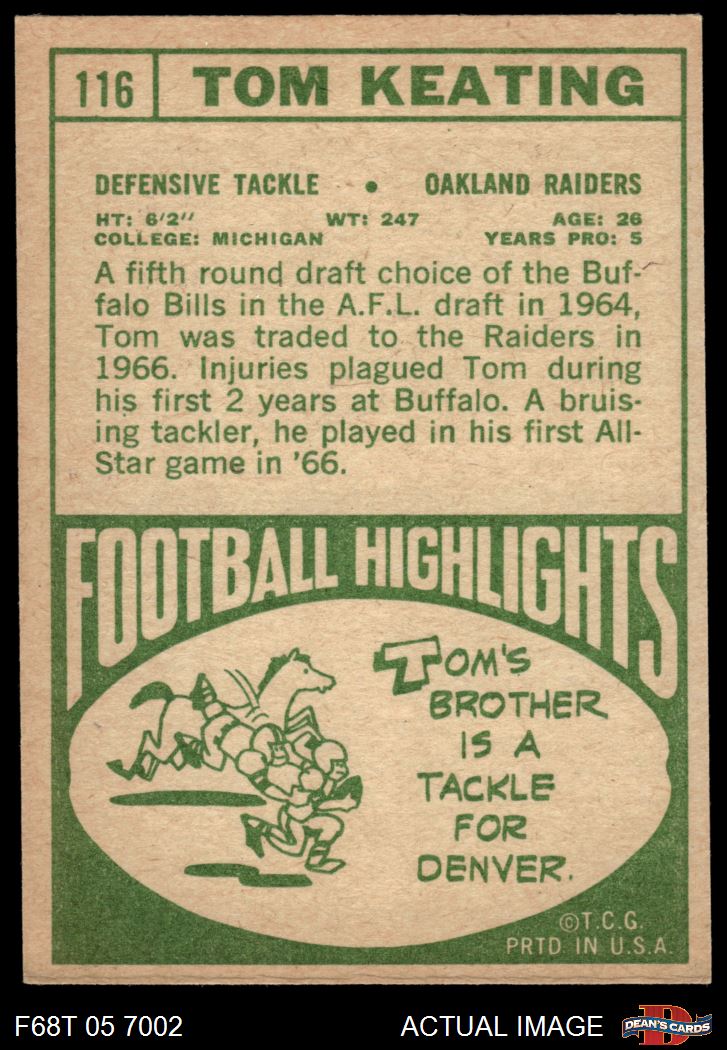 116 TOM KEATING
DEFENSIVE TACKLE • OAKLAND RAIDERS
HT: 6'2" WT: 247 AGE: 26
COLLEGE: MICHIGAN YEARS PRO: 5
A fifth round draft choice of the Buf-
falo Bills in the A.F.L. draft in 1964,
Tom was traded to the Raiders in
1966. Injuries plagued Tom during
his first 2 years at Buffalo. A bruis-
ing tackler, he played in his first All-
Star game in '66.
FOOTBALL HIGHLIGHTS
TOM'S
BROTHER
IS A
TACKLE
FOR
DENVER.
©T.C.G.
PRTD IN U.S.A.
F68T 05 7002 ACTUAL IMAGE D DEAN'S CARDS